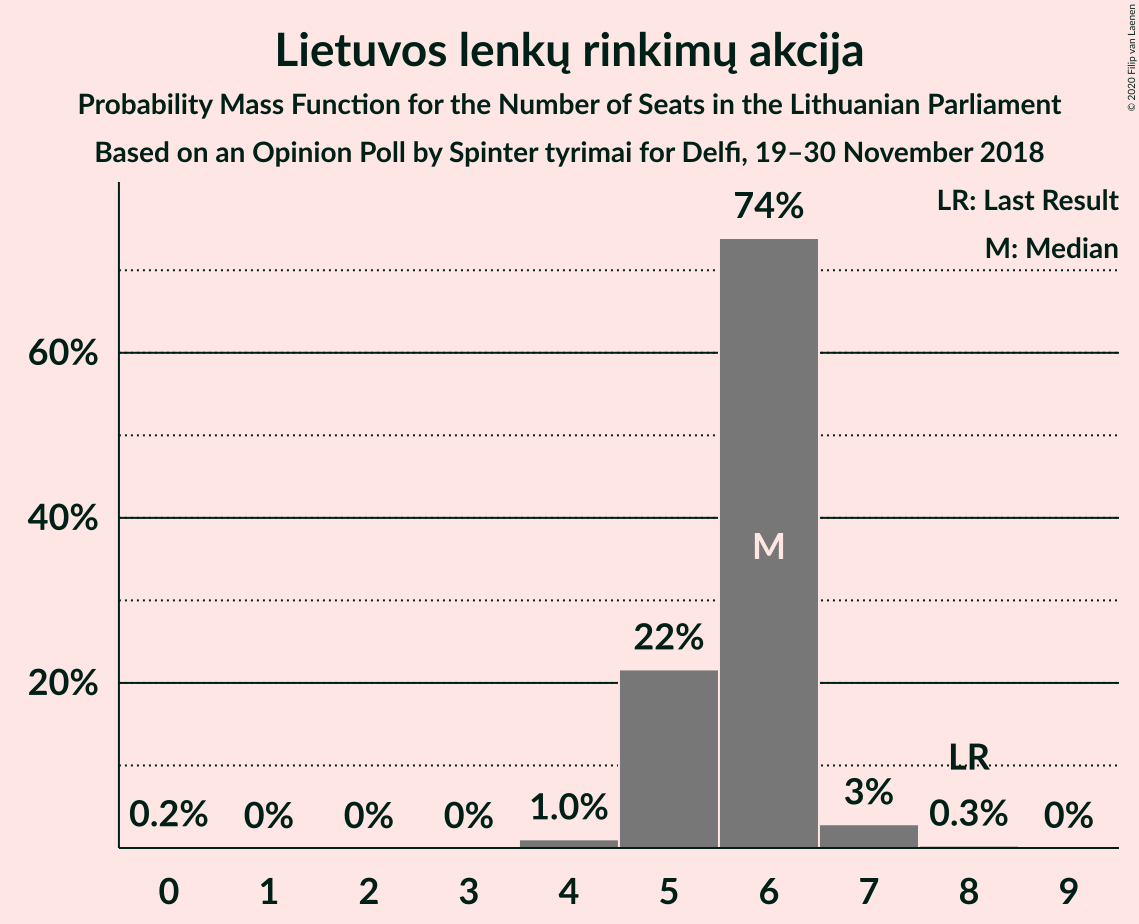 Lietuvos lenkų rinkimų akcija
Probability Mass Function for the Number of Seats in the Lithuanian Parliament
Based on an Opinion Poll by Spinter tyrimai for Delfi, 19–30 November 2018
© 2020 Filip van Laenen
LR: Last Result
M: Median
74%
60%
40%
M
22%
20%
LR
0.2% 0% 0% 0% 1.0% 3% 0.3% 0%
0 1 2 3 4 5 6 7 8 9